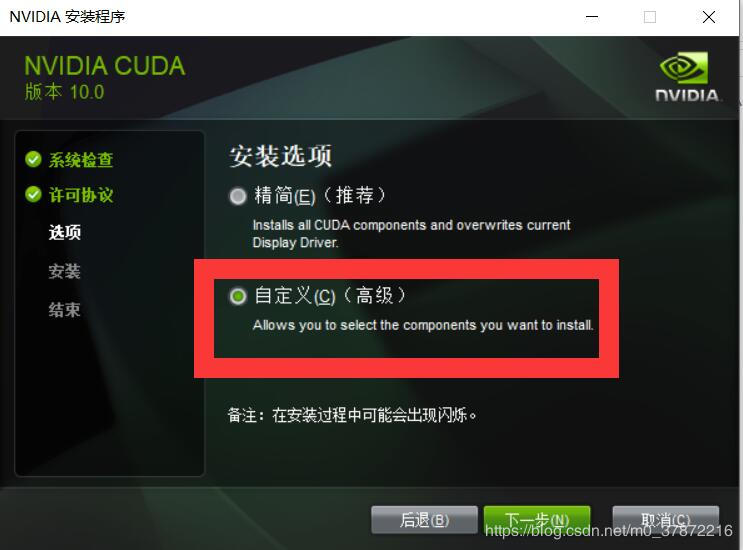 NVIDIA 安装程序
NVIDIA CUDA
版本 10.0
NVIDIA.
系统检查
许可协议
选项
安装
结束
安装选项
精简(E)（推荐）
Installs all CUDA components and overwrites current
Display Driver.
自定义(C)（高级）
Allows you to select the components you want to install.
备注：在安装过程中可能会出现闪烁。
后退(B)
下一步(N)
取消(C)
https://blog.csdn.net/m0_37872216